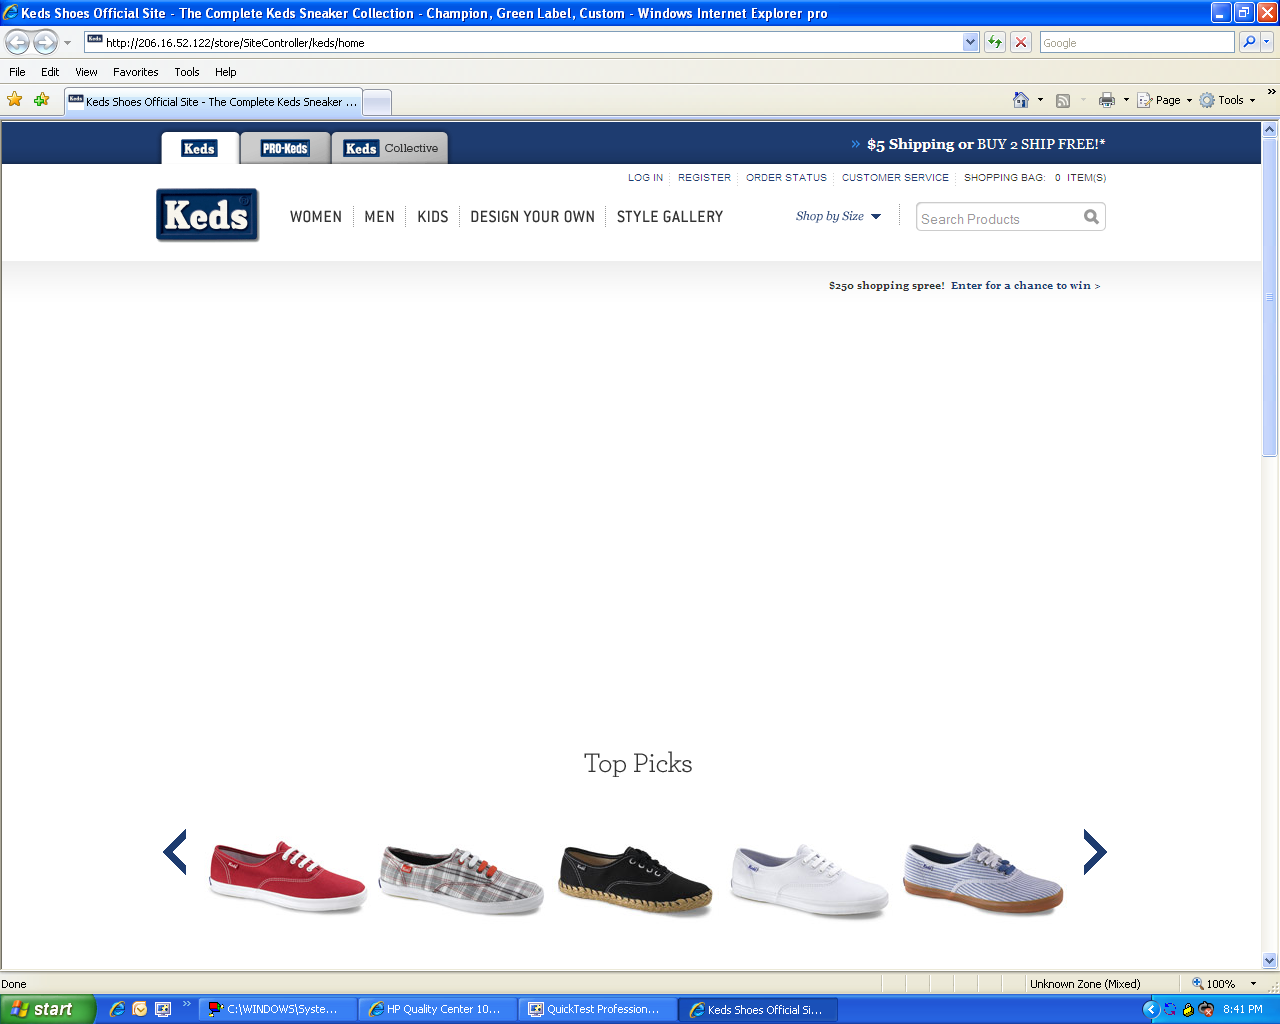 Keds Shoes Official Site - The Complete Keds Sneaker Collection - Champion, Green Label, Custom - Windows Internet Explorer pro
http://206.16.52.122/store/SiteController/keds/home
Google
File Edit View Favorites Tools Help
Keds Shoes Official Site - The Complete Keds Sneaker ...
Page Tools
Keds PRO-Keds Keds Collective
» $5 Shipping or BUY 2 SHIP FREE!*
LOG IN REGISTER ORDER STATUS CUSTOMER SERVICE SHOPPING BAG: 0 ITEM(S)
Keds
WOMEN MEN KIDS DESIGN YOUR OWN STYLE GALLERY
Shop by Size
Search Products
$250 shopping spree! Enter for a chance to win >
Top Picks
Done
Unknown Zone (Mixed)
100%
start
C:\WINDOWS\Syste...
HP Quality Center 10...
QuickTest Profession...
Keds Shoes Official Si...
8:41 PM